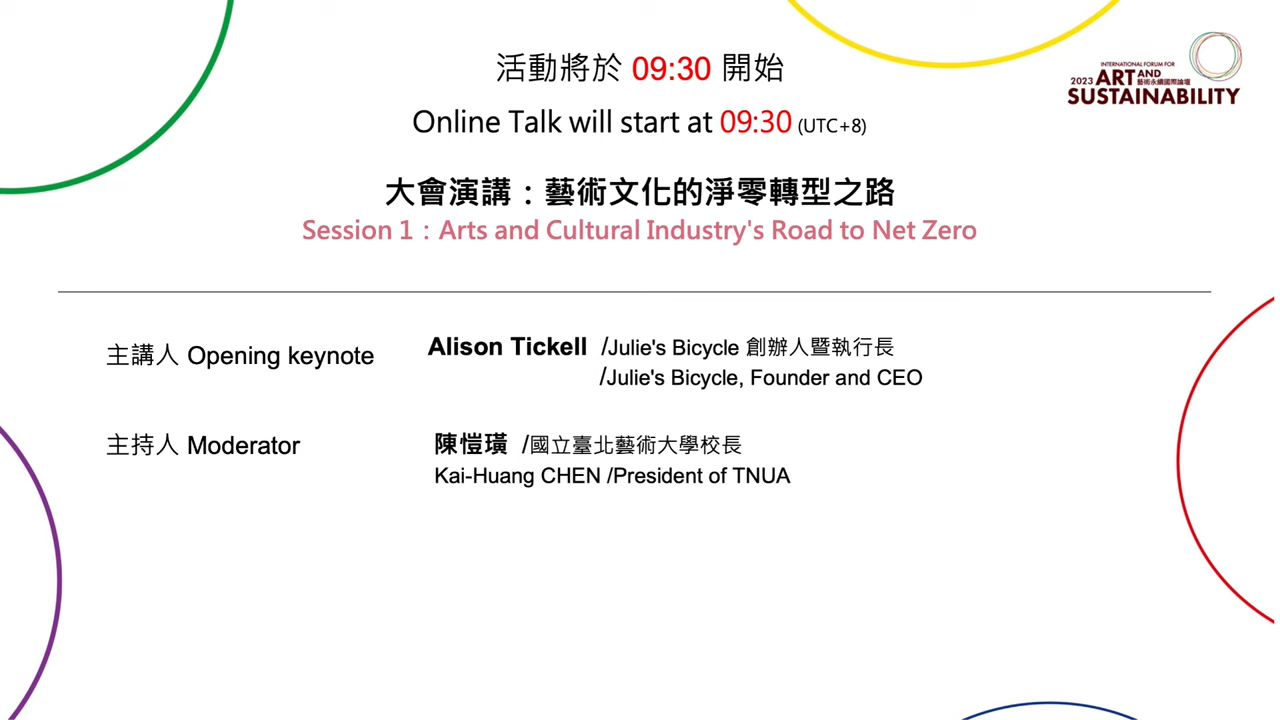 活動將於 09:30 開始
INTERNATIONAL FORUM FOR
2023 ART AND
藝術永續國際論壇
SUSTAINABILITY
Online Talk will start at 09:30 (UTC+8)
大會演講：藝術文化的淨零轉型之路
Session 1：Arts and Cultural Industry's Road to Net Zero
主講人 Opening keynote
Alison Tickell /Julie's Bicycle 創辦人暨執行長
/Julie's Bicycle, Founder and CEO
主持人 Moderator
陳愷璜 /國立臺北藝術大學校長
Kai-Huang CHEN /President of TNUA